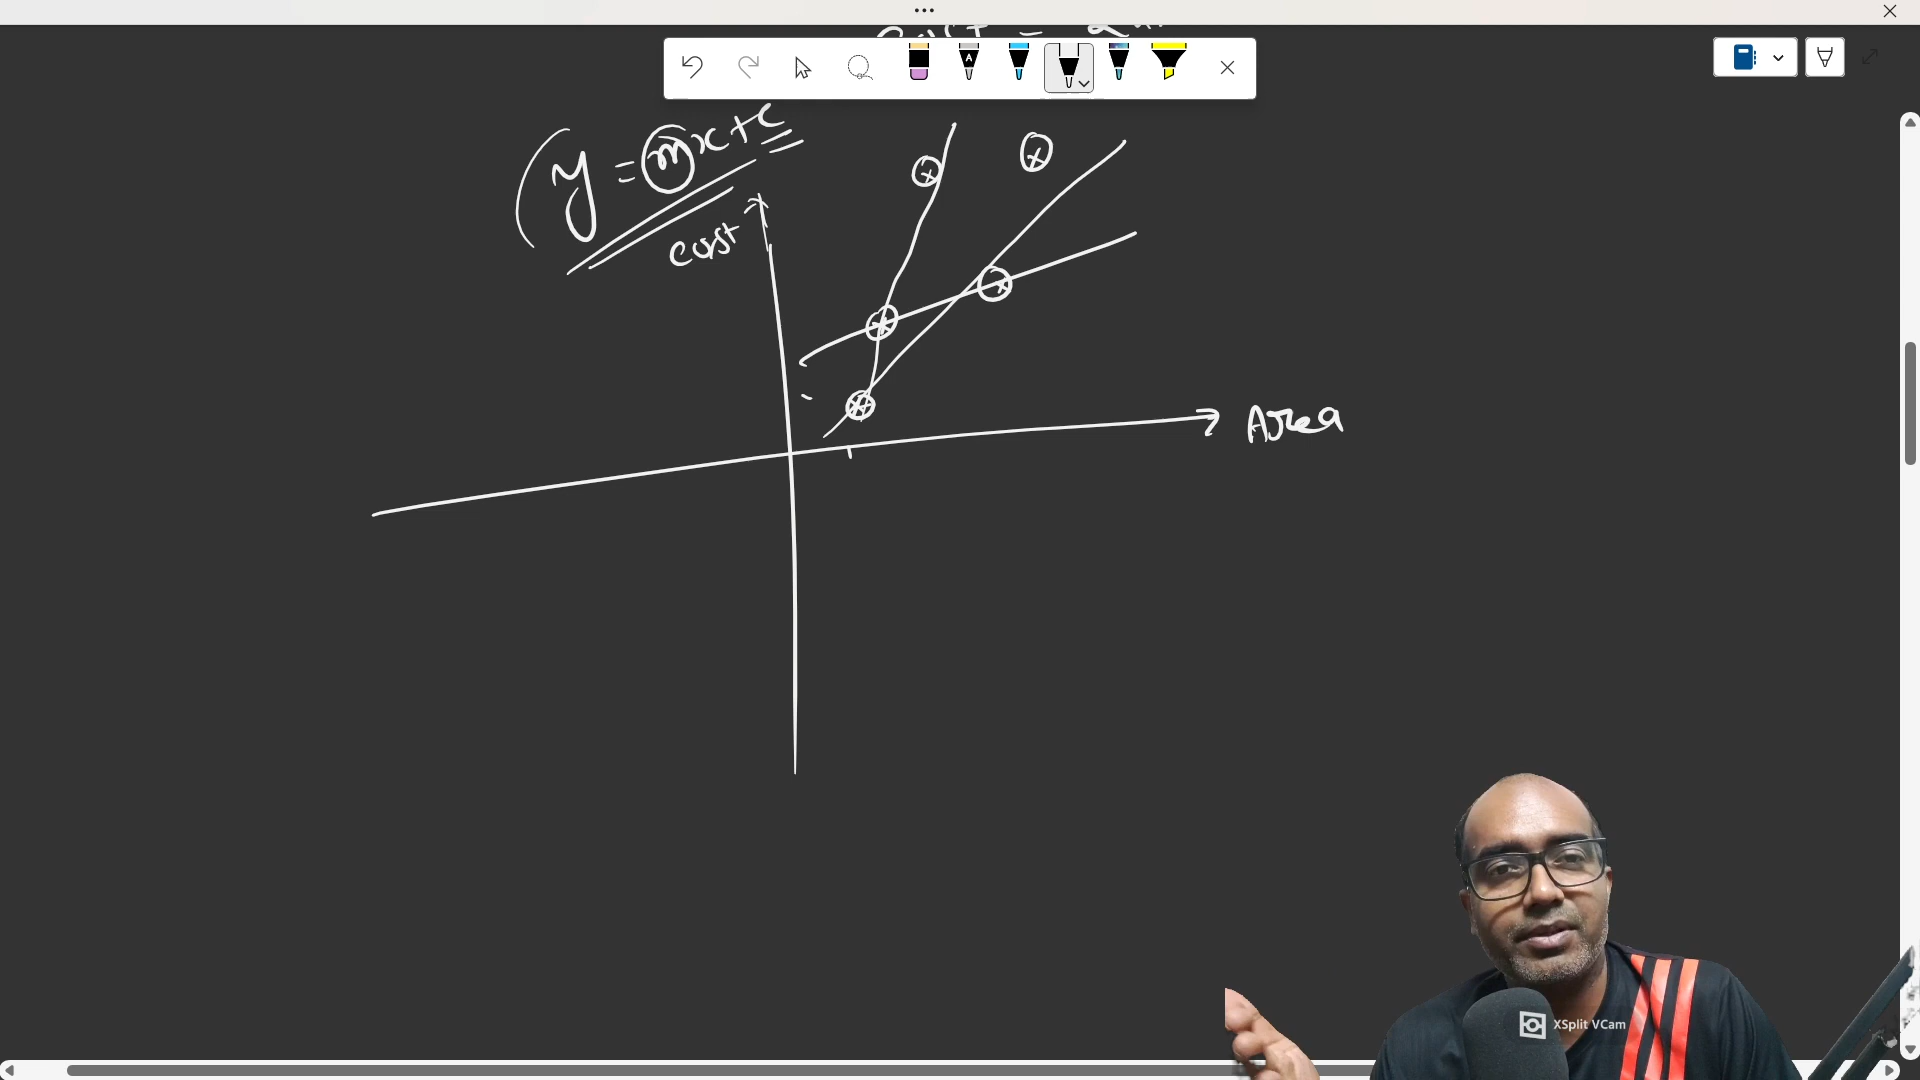 y = mx+c
cost
Area
XSplit VCam